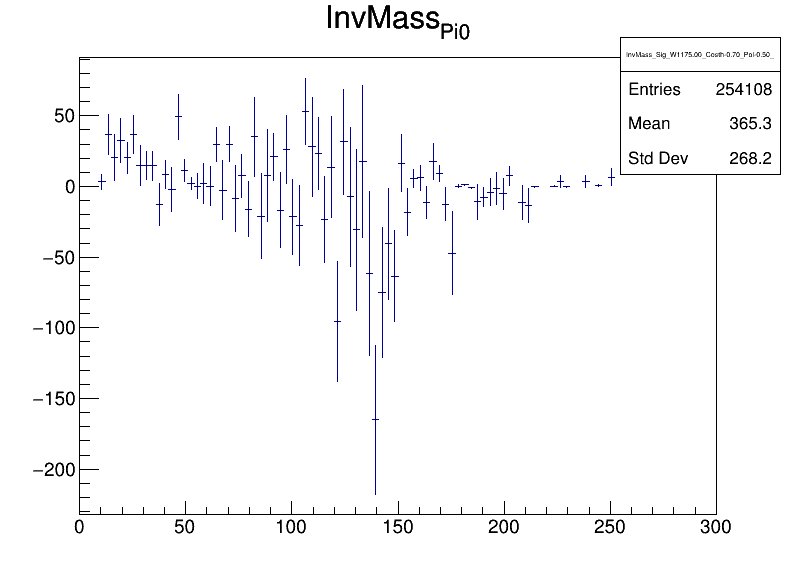 InvMass_Pi0
InvMass_Sig_W1175.00_Costh-0.70_Pol-0.50_
Entries 254108
Mean 365.3
Std Dev 268.2
50
0
−50
−100
−150
−200
0 50 100 150 200 250 300